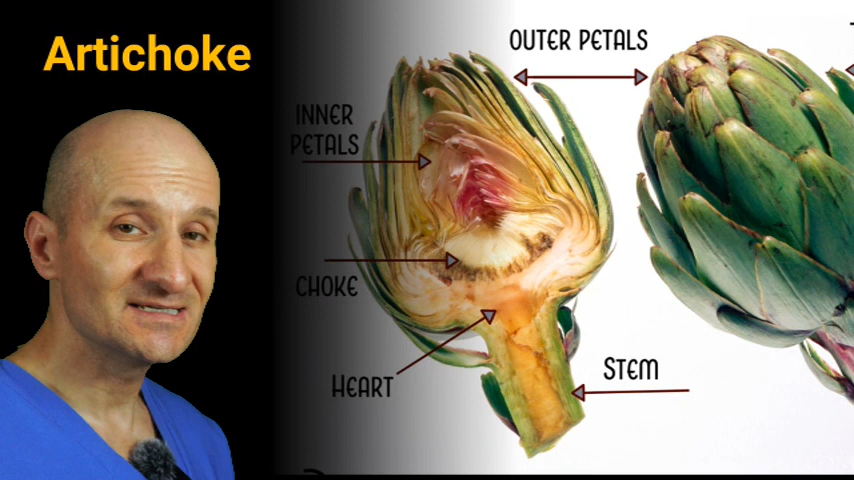 Artichoke
OUTER PETALS
INNER
PETALS
CHOKE
HEART
STEM